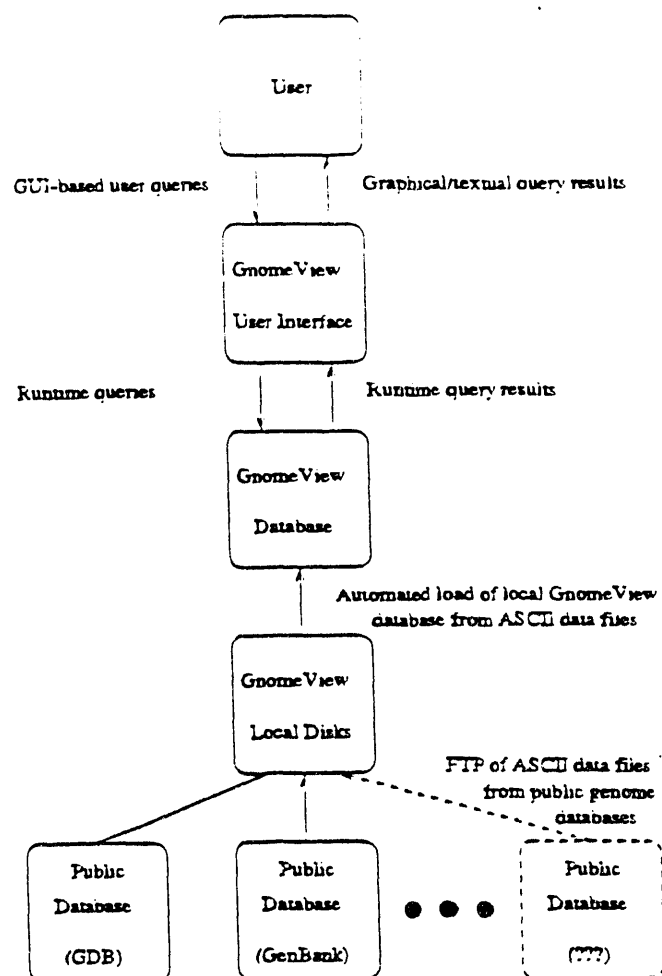 User
GUI-based user queries
Graphical/textual query results
GnomeView
User Interface
Runtime queries
Runtime query results
GnomeView
Database
Automated load of local GnomeView
database from ASCII data files
GnomeView
Local Disks
FTP of ASCII data files
from public genome
databases
Public
Database
(GDB)
Public
Database
(GenBank)
Public
Database
(???)